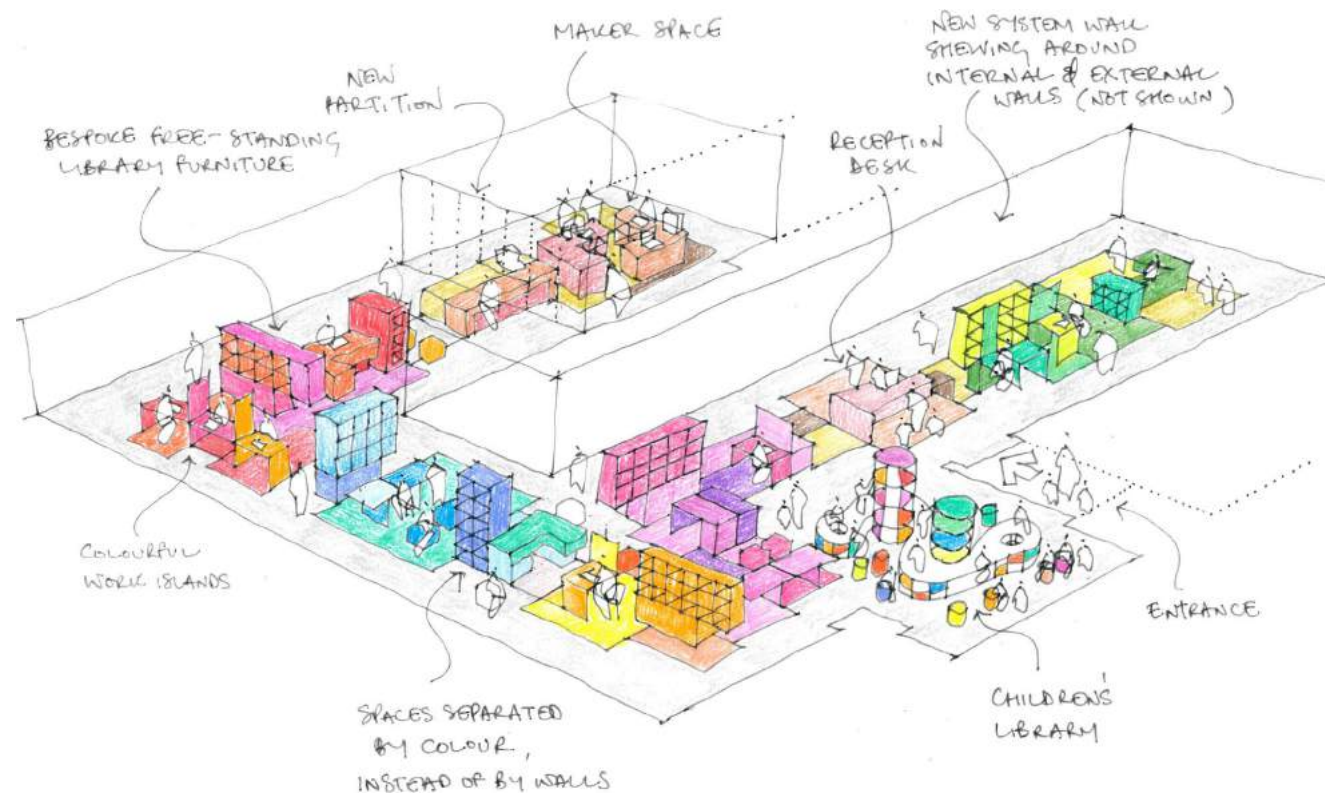 MAKER SPACE
NEW
PARTITION
BESPOKE FREE-STANDING
LIBRARY FURNITURE
NEW SYSTEM WALL
SHEWING AROUND
INTERNAL & EXTERNAL
WALLS (NOT SHOWN)
RECEPTION
DESK
COLOURFUL
WORK ISLANDS
ENTRANCE
SPACES SEPARATED
BY COLOUR,
INSTEAD OF BY WALLS
CHILDREN'S
LIBRARY